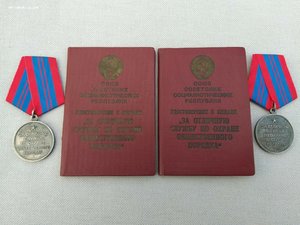 СОЮЗ
СОВЕТСКИХ
СОЦИАЛИСТИЧЕСКИХ
РЕСПУБЛИК
УДОСТОВЕРЕНИЕ К МЕДАЛИ
„ЗА ОТЛИЧНУЮ
СЛУЖБУ ПО ОХРАНЕ
ОБЩЕСТВЕННОГО
ПОРЯДКА“
СОЮЗ
СОВЕТСКИХ
СОЦИАЛИСТИЧЕСКИХ
РЕСПУБЛИК
УДОСТОВЕРЕНИЕ К МЕДАЛИ
„ЗА ОТЛИЧНУЮ
СЛУЖБУ ПО ОХРАНЕ
ОБЩЕСТВЕННОГО
ПОРЯДКА“